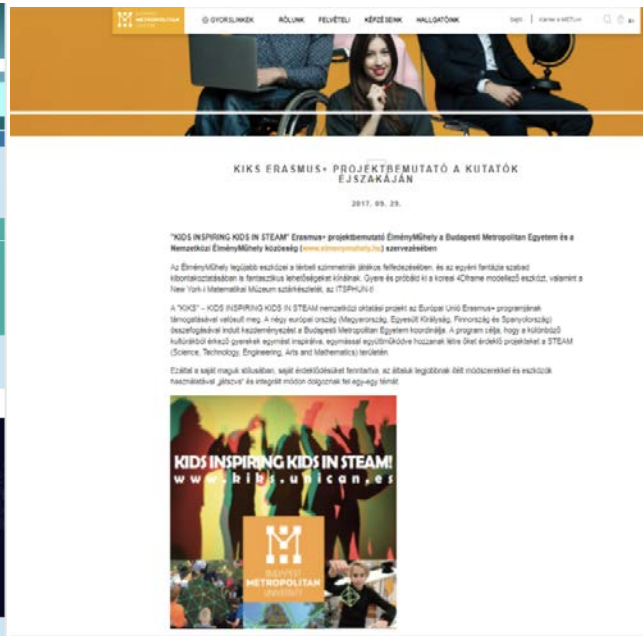 BUDAPEST
METROPOLITAN
UNIVERSITY
GYORSLINKEK RÓLUNK FELVÉTELI KÉPZÉSEINK HALLGATÓINK Sajtó Karrier a METU-n En
KIKS ERASMUS+ PROJEKTBEMUTATÓ A KUTATÓK
ÉJSZAKÁJÁN
2017. 09. 29.
"KIDS INSPIRING KIDS IN STEAM" Erasmus+ projektbemutató ÉlményMűhely a Budapesti Metropolitan Egyetem és a
Nemzetközi ÉlményMűhely közösség (www.elmenymuhely.hu) szervezésében
Az ÉlményMűhely legújabb eszközei a térbeli szimmetriák játékos felfedezésében, és az egyéni fantázia szabad
kibontakoztatásában is fantasztikus lehetőségeket kínálnak. Gyere és próbáld ki a koreai 4Dframe modellező eszközt, valamint a
New York-i Matematikai Múzeum sztárkészletét, az ITSPHUN-t!
A "KIKS" – KIDS INSPIRING KIDS IN STEAM nemzetközi oktatási projekt az Európai Unió Erasmus+ programjának
támogatásával valósult meg. A négy európai ország (Magyarország, Egyesült Királyság, Finnország és Spanyolország)
összefogásával indult kezdeményezést a Budapesti Metropolitan Egyetem koordinálja. A program célja, hogy a különböző
kultúrákból érkező gyerekek egymást inspirálva, egymással együttműködve hozzanak létre őket érdeklő projekteket a STEAM
(Science, Technology, Engineering, Arts and Mathematics) területén.
Ezáltal a saját maguk stílusában, saját érdeklődésüket fenntartva, az általuk legjobbnak ítélt módszerekkel és eszközök
használatával „játszva" és integrált módon dolgoznak fel egy-egy témát.
KIDS INSPIRING KIDS IN STEAM!
www.kiks.unican.es
BUDAPEST
METROPOLITAN
UNIVERSITY